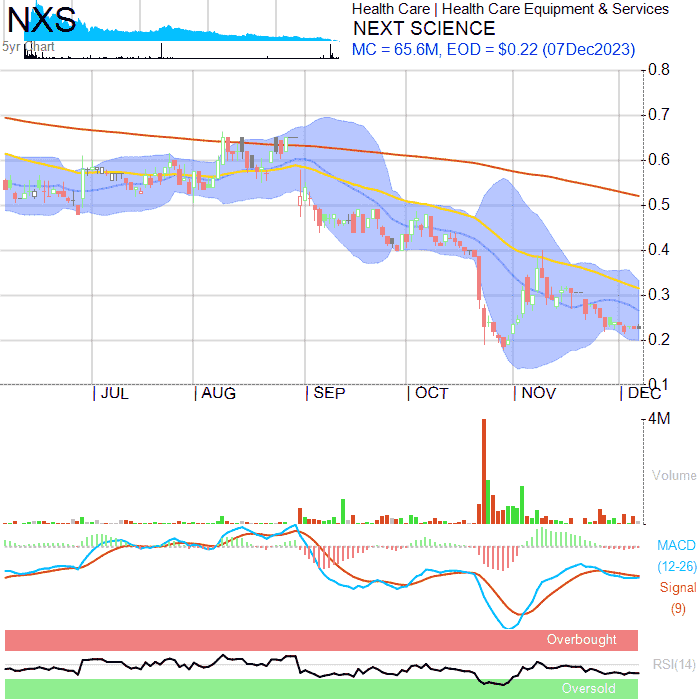 NXS
5yr Chart
Health Care | Health Care Equipment & Services
NEXT SCIENCE
MC = 65.6M, EOD = $0.22 (07Dec2023)
0.8
0.7
0.6
0.5
0.4
0.3
0.2
0.1
JUL AUG SEP OCT NOV DEC
4M
Volume
MACD
(12-26)
Signal
(9)
Overbought
RSI(14)
Oversold